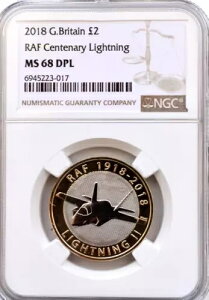 2018 G.Britain £2
RAF Centenary Lightning
MS 68 DPL
6945223-017
NUMISMATIC GUARANTY COMPANY
NGC
RAF 1918-2018
LIGHTNING II